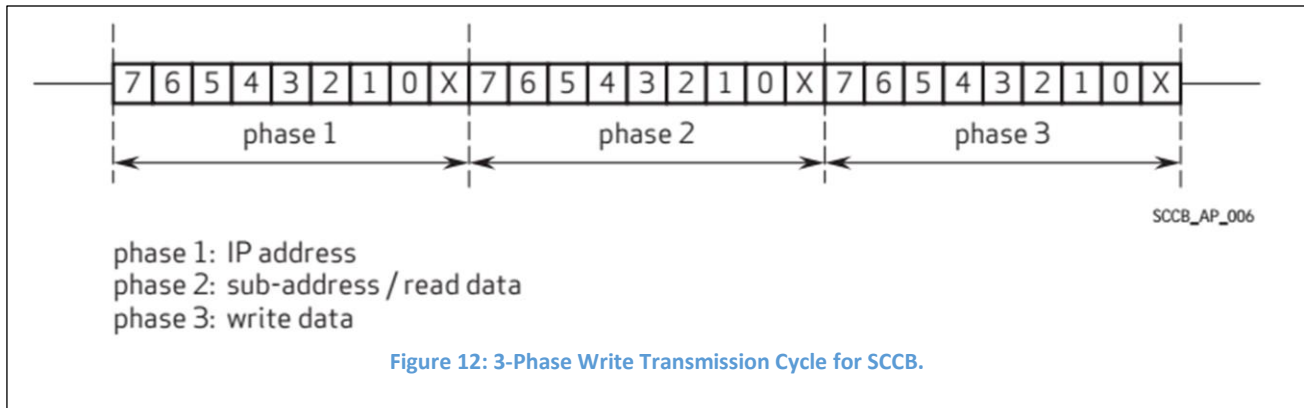 7 6 5 4 3 2 1 0 X 7 6 5 4 3 2 1 0 X 7 6 5 4 3 2 1 0 X
phase 1 phase 2 phase 3
SCCB_AP_006
phase 1: IP address
phase 2: sub-address / read data
phase 3: write data
Figure 12: 3-Phase Write Transmission Cycle for SCCB.